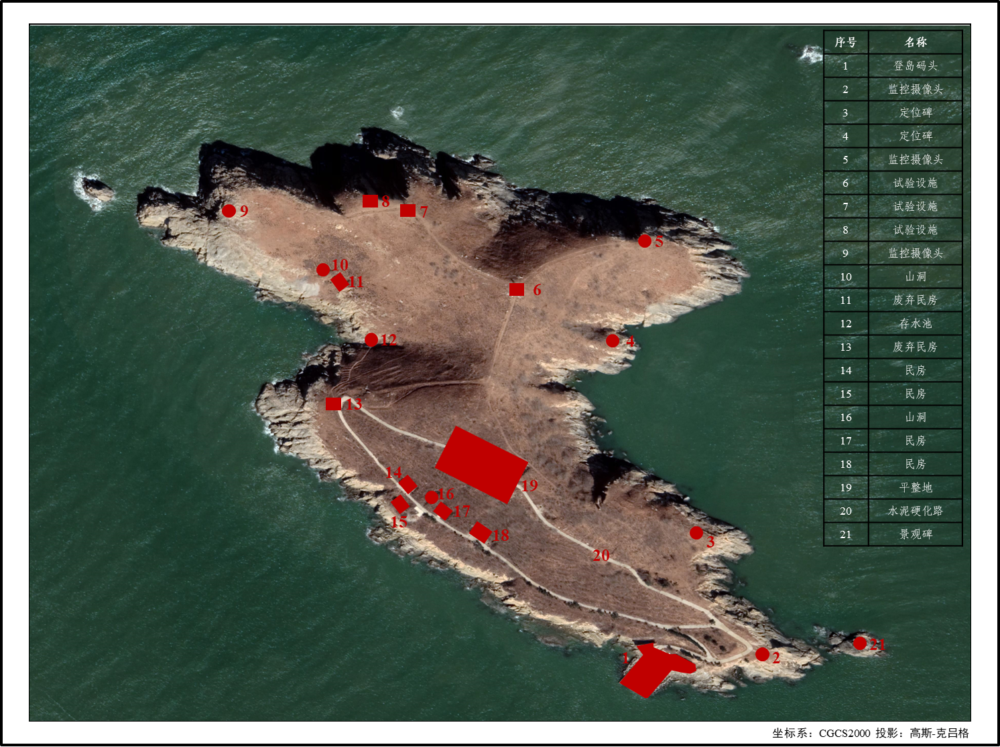 序号 名称
1 登岛码头
2 监控摄像头
3 定位碑
4 定位碑
5 监控摄像头
6 试验设施
7 试验设施
8 试验设施
9 监控摄像头
10 山洞
11 废弃民房
12 存水池
13 废弃民房
14 民房
15 民房
16 山洞
17 民房
18 民房
19 平整地
20 水泥硬化路
21 景观碑
8
9
7
5
10
11
6
12
4
13
14
19
16
17
15
18
3
20
21
1
2
坐标系：CGCS2000 投影：高斯-克吕格